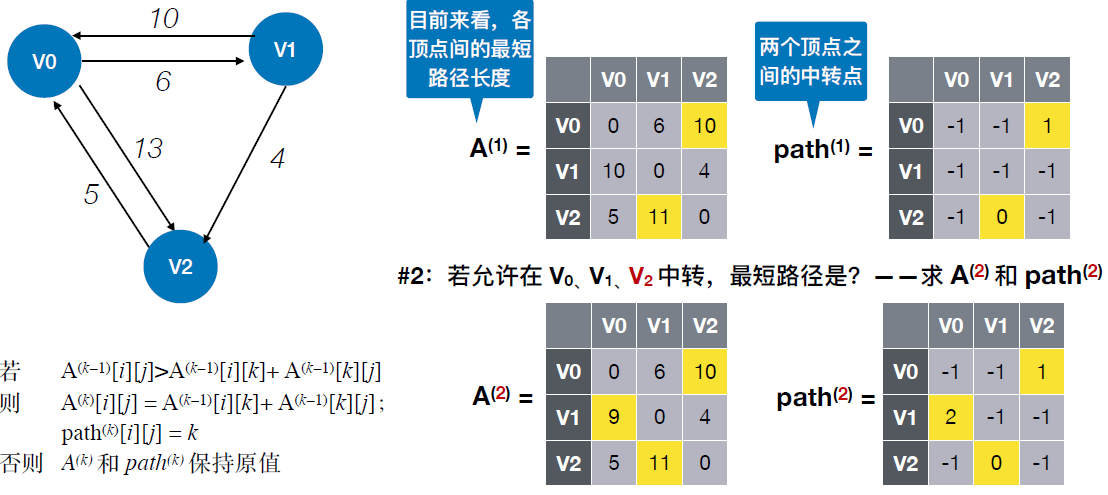 10
V0
V1
6
13
4
5
V2
目前来看，各
顶点间的最短
路径长度
V0 V1 V2
A(1) =
V0 0 6 10
V1 10 0 4
V2 5 11 0
两个顶点之
间的中转点
V0 V1 V2
path(1) =
V0 -1 -1 1
V1 -1 -1 -1
V2 -1 0 -1
#2：若允许在 V0、V1、V2 中转，最短路径是？——求 A(2) 和 path(2)
若 A(k–1)[i][j]>A(k–1)[i][k]+ A(k–1)[k][j]
则 A(k)[i][j] = A(k–1)[i][k]+ A(k–1)[k][j];
path(k)[i][j] = k
否则 A(k) 和 path(k) 保持原值
V0 V1 V2
A(2) =
V0 0 6 10
V1 9 0 4
V2 5 11 0
V0 V1 V2
path(2) =
V0 -1 -1 1
V1 2 -1 -1
V2 -1 0 -1